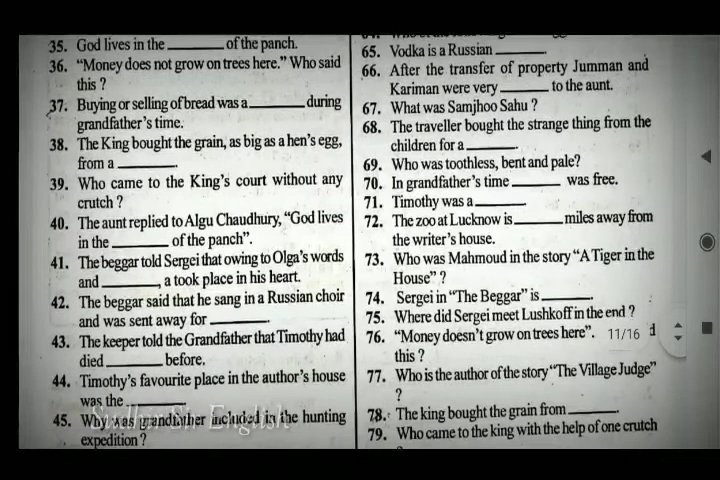 35. God lives in the ________ of the panch.
36. “Money does not grow on trees here.” Who said
this ?
37. Buying or selling of bread was a ________ during
grandfather’s time.
38. The King bought the grain, as big as a hen’s egg,
from a ________.
39. Who came to the King’s court without any
crutch ?
40. The aunt replied to Algu Chaudhury, “God lives
in the ________ of the panch”.
41. The beggar told Sergei that owing to Olga’s words
and ________, a took place in his heart.
42. The beggar said that he sang in a Russian choir
and was sent away for ________.
43. The keeper told the Grandfather that Timothy had
died ________ before.
44. Timothy’s favourite place in the author’s house
was the ________.
45. Why was grandfather included in the hunting
expedition ?
Sudhir Sir English
65. Vodka is a Russian ________.
66. After the transfer of property Jumman and
Kariman were very ________ to the aunt.
67. What was Samjhoo Sahu ?
68. The traveller bought the strange thing from the
children for a ________.
69. Who was toothless, bent and pale?
70. In grandfather’s time ________ was free.
71. Timothy was a ________
72. The zoo at Lucknow is ________ miles away from
the writer’s house.
73. Who was Mahmoud in the story “A Tiger in the
House” ?
74. Sergei in “The Beggar” is ________.
75. Where did Sergei meet Lushkoff in the end ?
76. “Money doesn’t grow on trees here”. 11/16 d
this ?
77. Who is the author of the story “The Village Judge”
?
78. The king bought the grain from ________.
79. Who came to the king with the help of one crutch